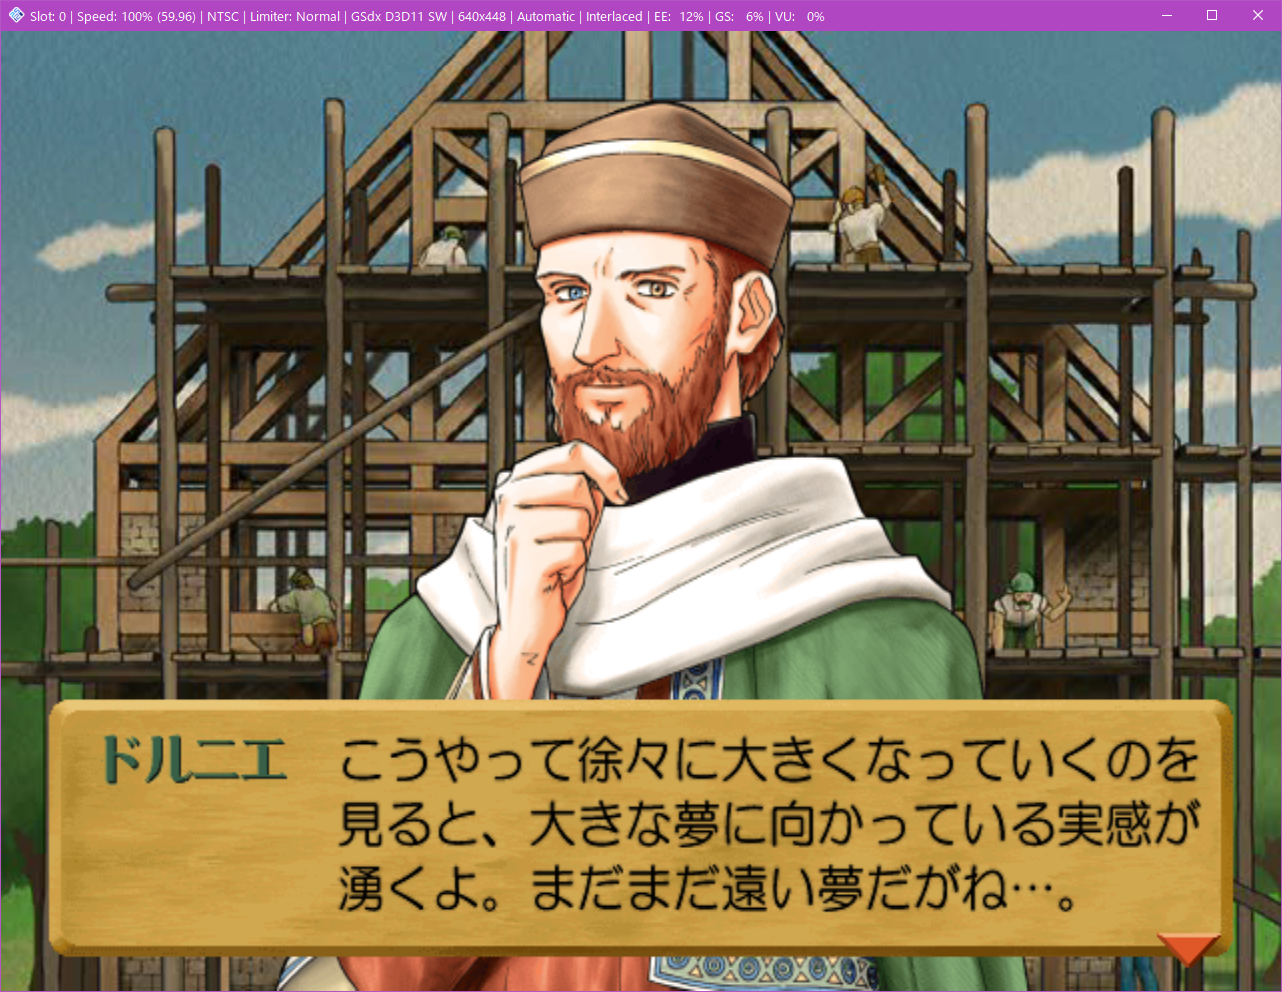 Slot: 0 | Speed: 100% (59.96) | NTSC | Limiter: Normal | GSdx D3D11 SW | 640x448 | Automatic | Interlaced | EE: 12% | GS: 6% | VU: 0%
ドルニエ
こうやって徐々に大きくなっていくのを
見ると、大きな夢に向かっている実感が
湧くよ。まだまだ遠い夢だがね…。